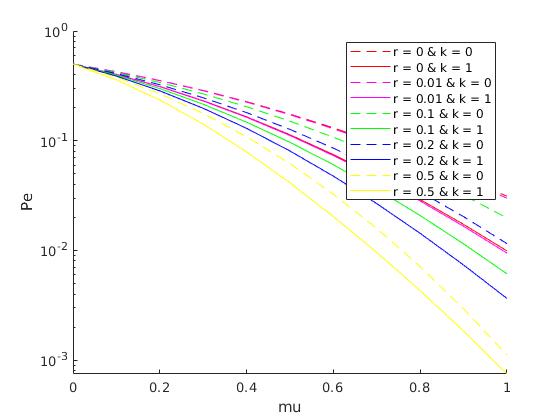 10^0
10^-1
10^-2
10^-3
Pe
r = 0 & k = 0
r = 0 & k = 1
r = 0.01 & k = 0
r = 0.01 & k = 1
r = 0.1 & k = 0
r = 0.1 & k = 1
r = 0.2 & k = 0
r = 0.2 & k = 1
r = 0.5 & k = 0
r = 0.5 & k = 1
0 0.2 0.4 0.6 0.8 1
mu